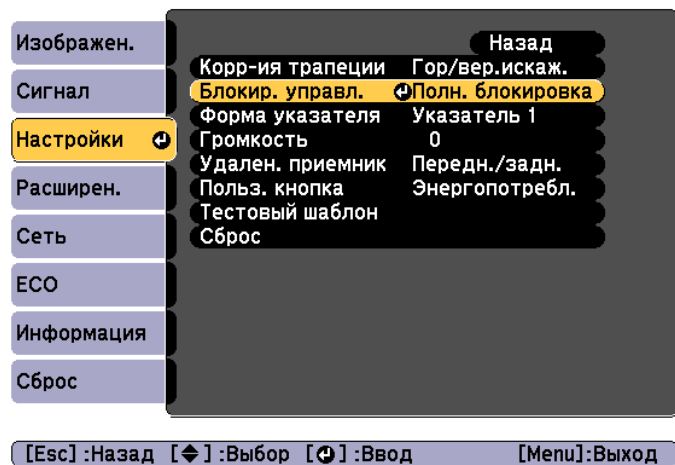 Изображен.
Сигнал
Настройки
Расширен.
Сеть
ECO
Информация
Сброс
Назад
Корр-ия трапеции Гор/вер.искаж.
Блокир. управл. Полн. блокировка
Форма указателя Указатель 1
Громкость 0
Удален. приемник Передн./задн.
Польз. кнопка Энергопотребл.
Тестовый шаблон
Сброс
[Esc] :Назад [◆] :Выбор [⏎] :Ввод [Menu]:Выход